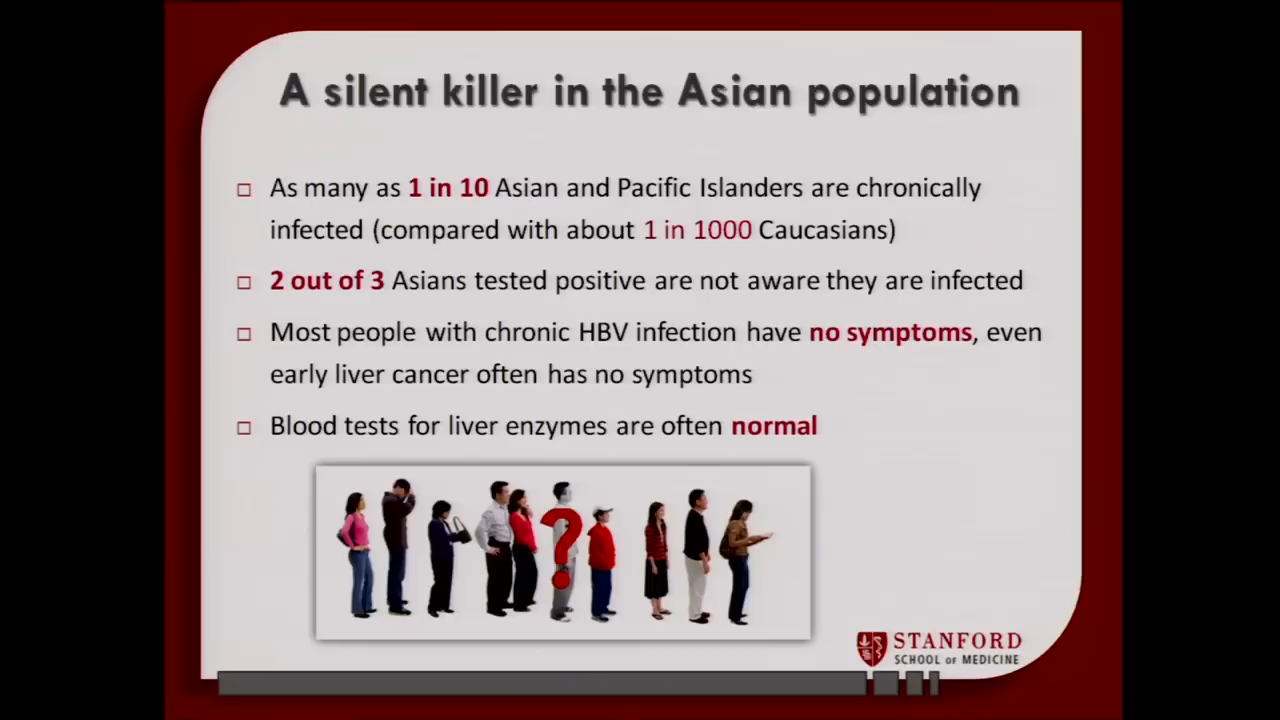 A silent killer in the Asian population
As many as 1 in 10 Asian and Pacific Islanders are chronically
infected (compared with about 1 in 1000 Caucasians)
2 out of 3 Asians tested positive are not aware they are infected
Most people with chronic HBV infection have no symptoms, even
early liver cancer often has no symptoms
Blood tests for liver enzymes are often normal
?
STANFORD
SCHOOL OF MEDICINE